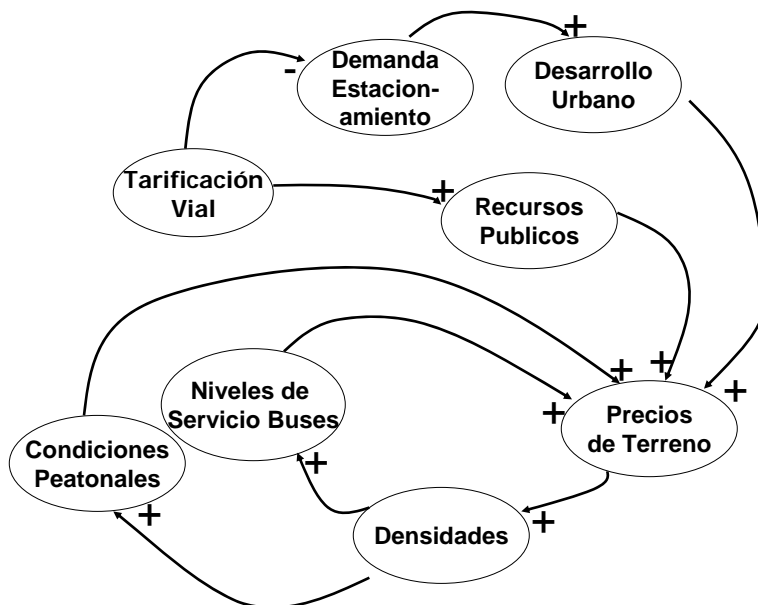 +
Demanda
Estacion-
amiento
-
Desarrollo
Urbano
Tarificación
Vial
+
Recursos
Publicos
+
+
+
+
Niveles de
Servicio Buses
Precios
de Terreno
Condiciones
Peatonales
+
+
+
Densidades